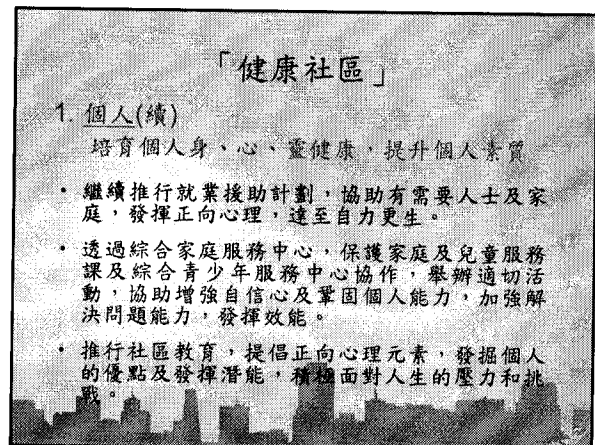 「健康社區」
1. 個人(續)
培育個人身、心、靈健康，提升個人素質
• 繼續推行就業援助計劃，協助有需要人士及家
庭，發揮正向心理，達至自力更生。
• 透過綜合家庭服務中心，保護家庭及兒童服務
課及綜合青少年服務中心協作，舉辦適切活
動，協助增強自信心及鞏固個人能力，加強解
決問題能力，發揮效能。
• 推行社區教育，提倡正向心理元素，發掘個人
的優點及發揮潛能，積極面對人生的壓力和挑
戰。